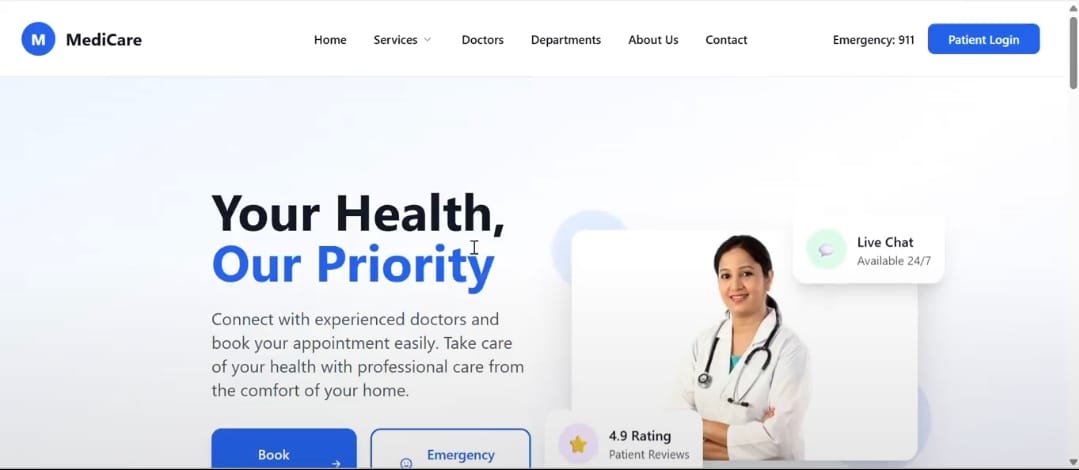 M MediCare
Home Services Doctors Departments About Us Contact Emergency: 911 Patient Login
Your Health,
Our Priority
Connect with experienced doctors and
book your appointment easily. Take care
of your health with professional care from
the comfort of your home.
Book
Emergency
Live Chat
Available 24/7
4.9 Rating
Patient Reviews